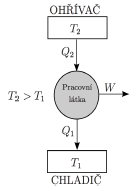 OHŘÍVAČ
T₂
Q₂
Pracovní
látka
W
T₂ > T₁
Q₁
T₁
CHLADIČ